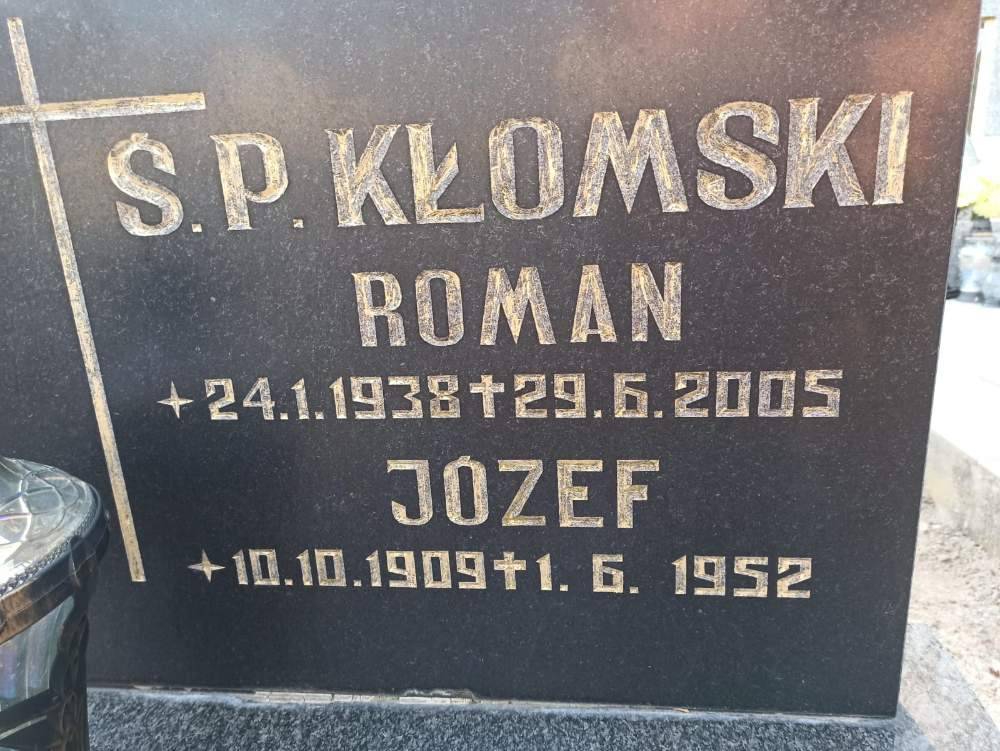 Ś.P. KŁOMSKI
ROMAN
24.1.1938✝29.6.2005
JÓZEF
10.10.1909✝1.6.1952